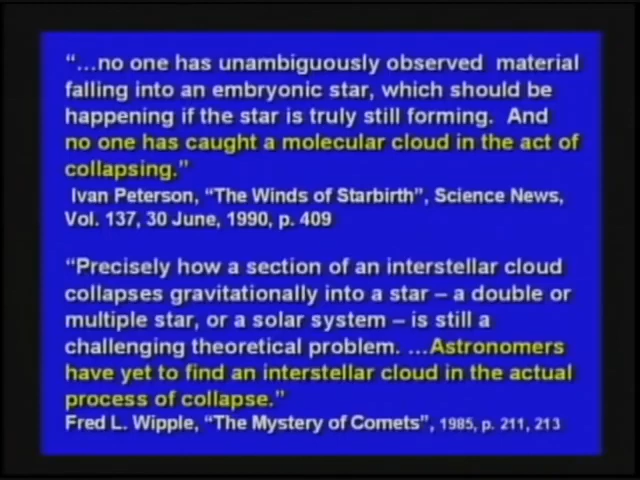 “...no one has unambiguously observed material
falling into an embryonic star, which should be
happening if the star is truly still forming. And
no one has caught a molecular cloud in the act of
collapsing.”
Ivan Peterson, “The Winds of Starbirth”, Science News,
Vol. 137, 30 June, 1990, p. 409
“Precisely how a section of an interstellar cloud
collapses gravitationally into a star – a double or
multiple star, or a solar system – is still a
challenging theoretical problem. ...Astronomers
have yet to find an interstellar cloud in the actual
process of collapse.”
Fred L. Wipple, “The Mystery of Comets”, 1985, p. 211, 213